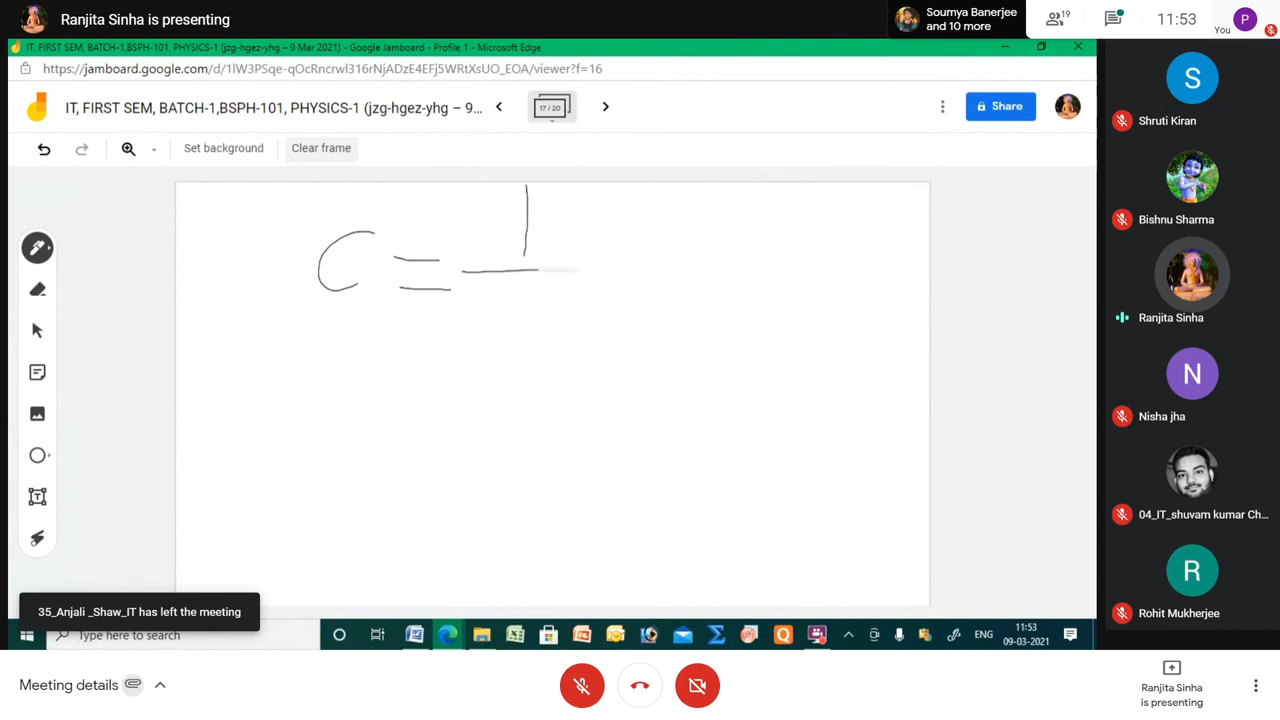 Ranjita Sinha is presenting
Soumya Banerjee
and 10 more
19
11:53
You
P
IT, FIRST SEM, BATCH-1,BSPH-101, PHYSICS-1 (jzg-hgez-yhg – 9 Mar 2021) - Google Jamboard - Profile 1 - Microsoft Edge
https://jamboard.google.com/d/1lW3PSqe-qOcRncrwl316rNjADzE4EFj5WRtXsUO_EOA/viewer?f=16
IT, FIRST SEM, BATCH-1,BSPH-101, PHYSICS-1 (jzg-hgez-yhg – 9...
17 / 20
Share
Set background
Clear frame
C = 1
S
Shruti Kiran
Bishnu Sharma
Ranjita Sinha
N
Nisha jha
04_IT_shuvam kumar Ch...
R
Rohit Mukherjee
35_Anjali _Shaw_IT has left the meeting
Type here to search
ENG
11:53
09-03-2021
Meeting details
Ranjita Sinha
is presenting